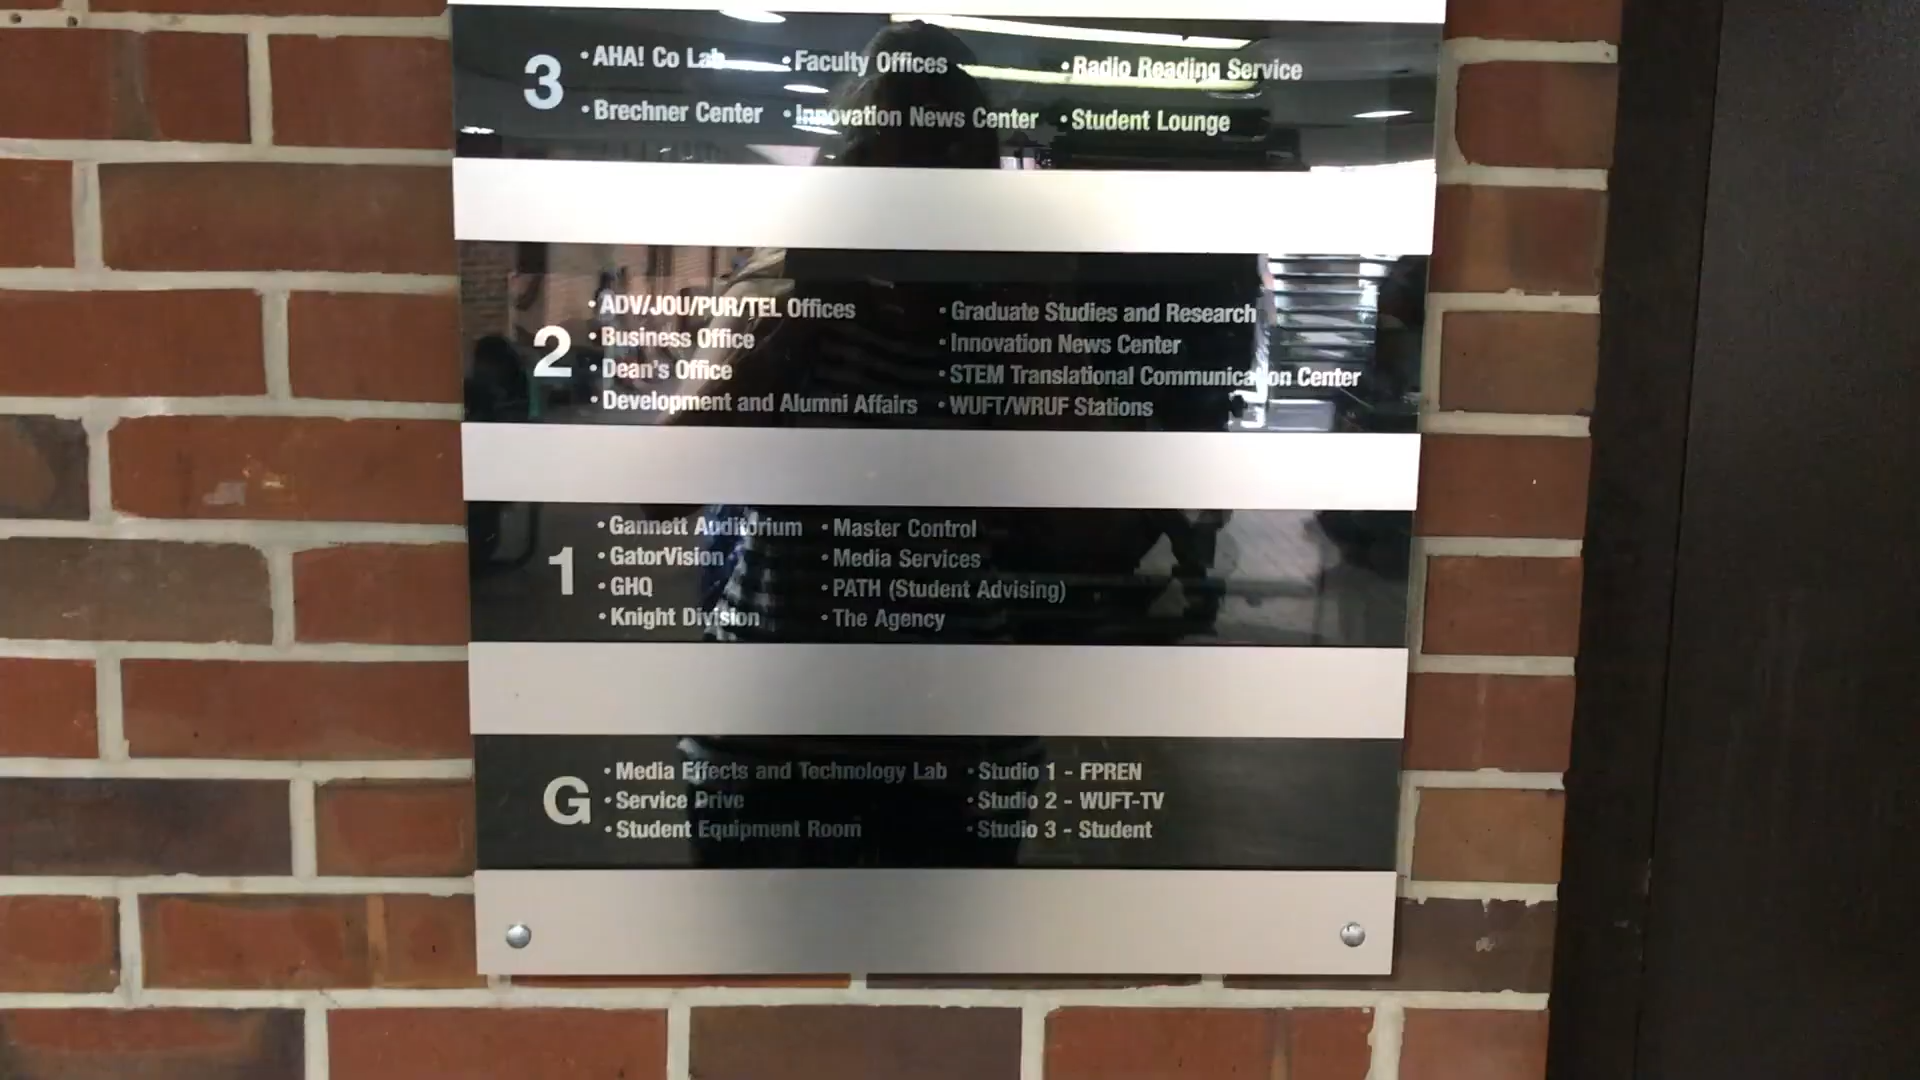 3
• AHA! Co Lab • Faculty Offices • Radio Reading Service
• Brechner Center • Innovation News Center • Student Lounge
2
• ADV/JOU/PUR/TEL Offices
• Business Office
• Dean's Office
• Development and Alumni Affairs
• Graduate Studies and Research
• Innovation News Center
• STEM Translational Communication Center
• WUFT/WRUF Stations
1
• Gannett Auditorium
• GatorVision
• GHQ
• Knight Division
• Master Control
• Media Services
• PATH (Student Advising)
• The Agency
G
• Media Effects and Technology Lab
• Service Drive
• Student Equipment Room
• Studio 1 - FPREN
• Studio 2 - WUFT-TV
• Studio 3 - Student